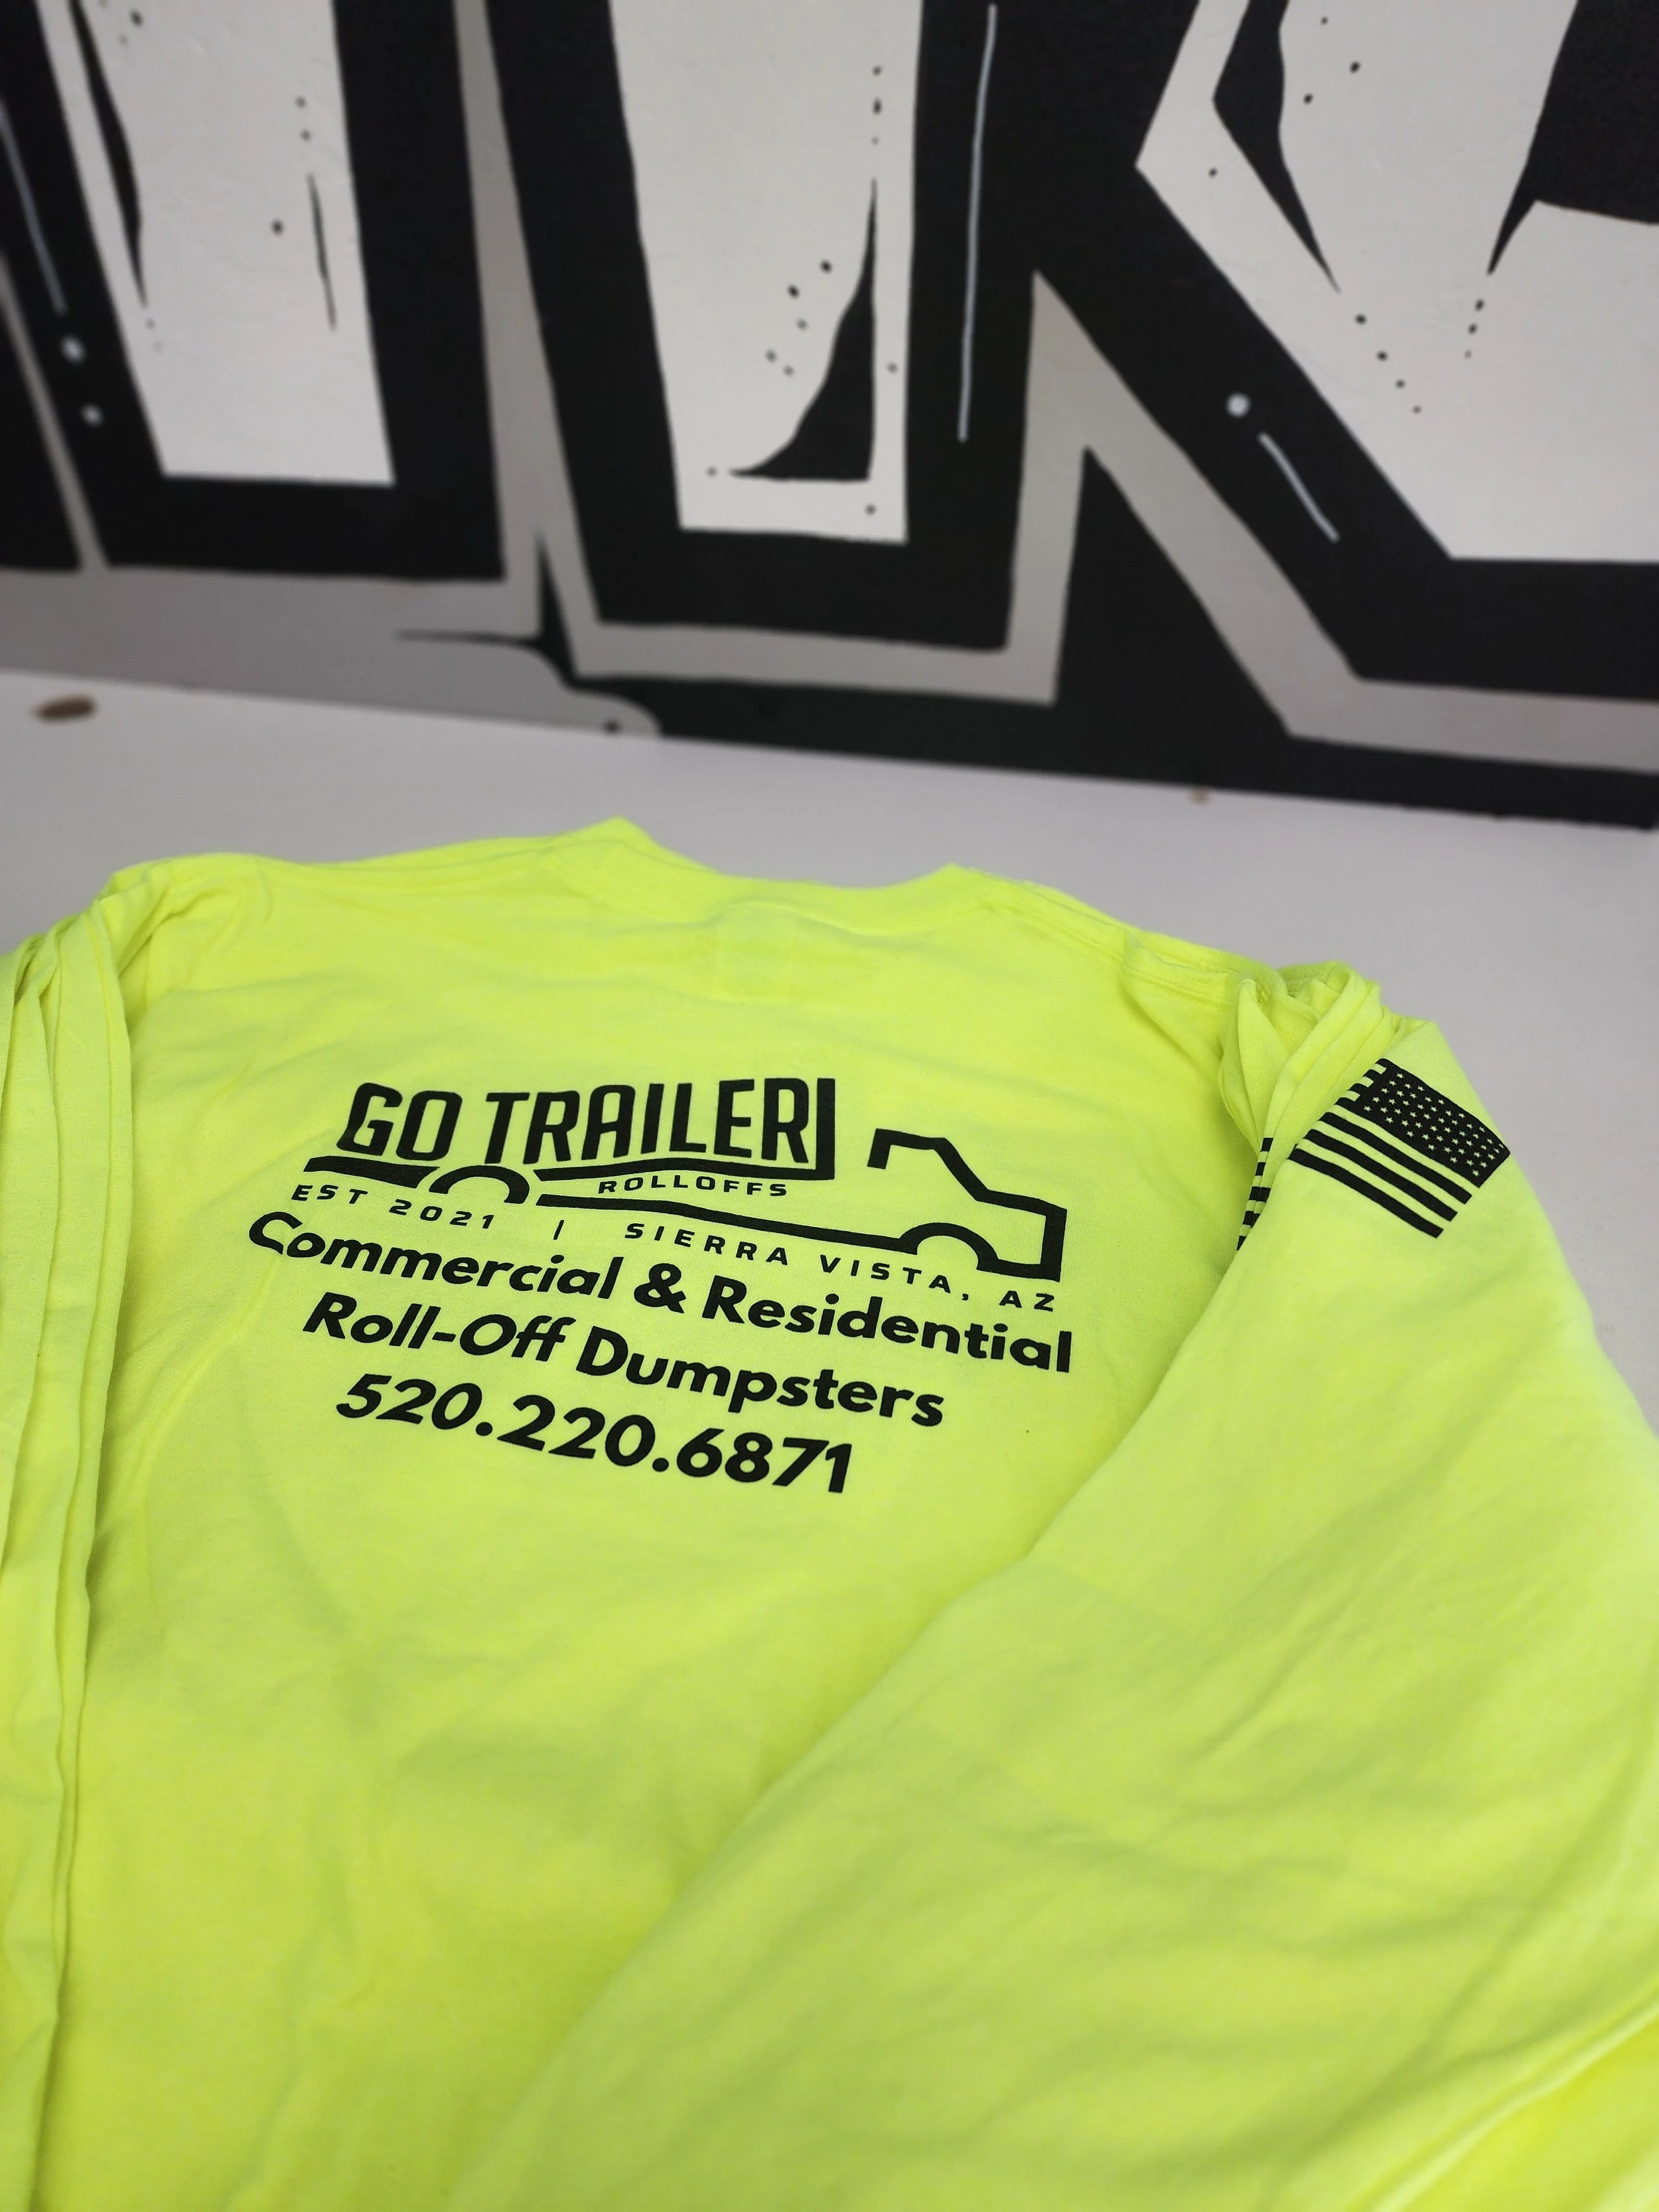 GO TRAILER
ROLLOFFS
EST 2021 | SIERRA VISTA, AZ
Commercial & Residential
Roll-Off Dumpsters
520.220.6871